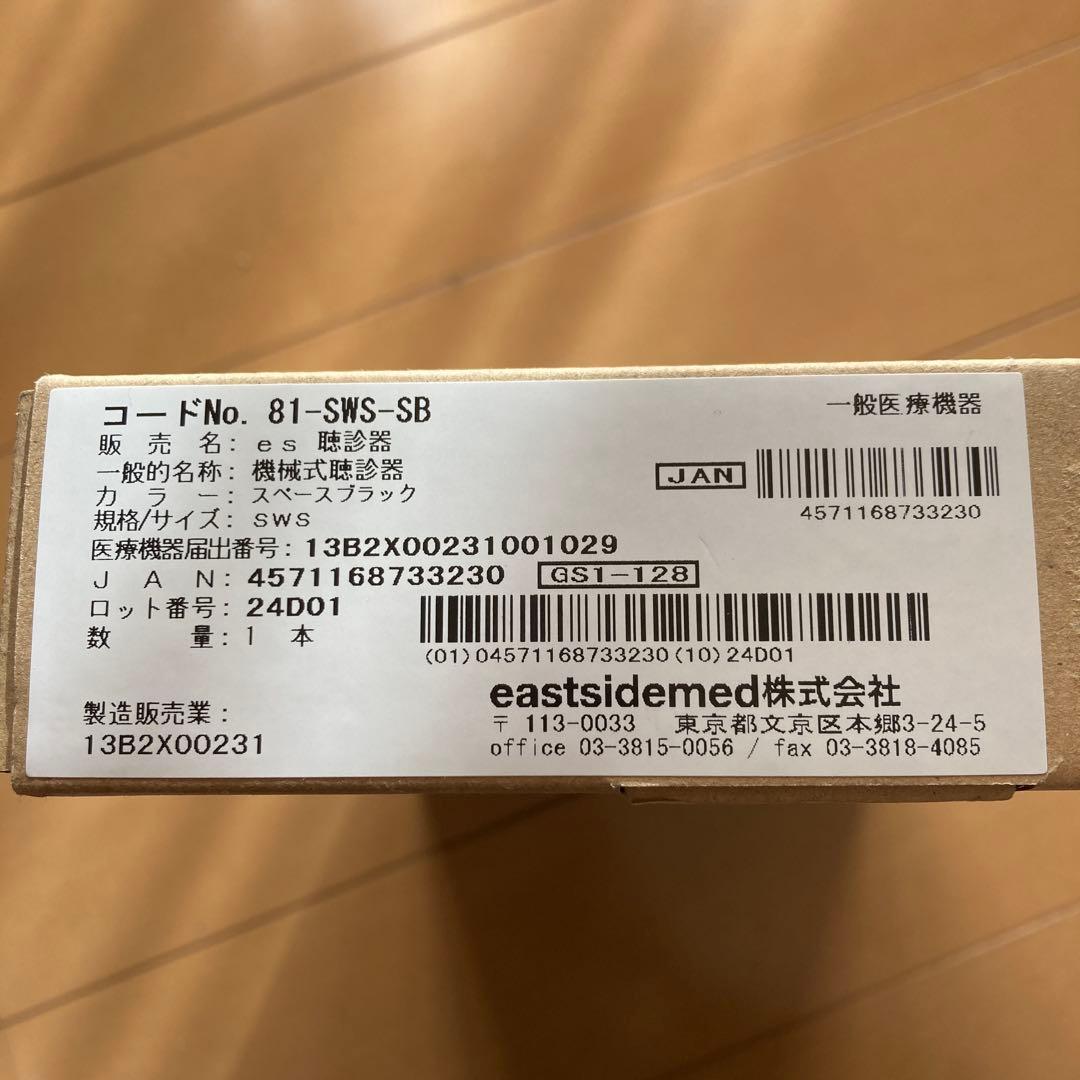 コードNo. 81-SWS-SB
一般医療機器
販売名: es 聴診器
一般的名称: 機械式聴診器
カラー: スペースブラック
規格/サイズ: SWS
JAN
4571168733230
医療機器届出番号: 13B2X00231001029
JAN: 4571168733230 GS1-128
ロット番号: 24D01
数量: 1 本
(01)04571168733230(10)24D01
eastsidemed株式会社
〒 113-0033 東京都文京区本郷3-24-5
office 03-3815-0056 / fax 03-3818-4085
製造販売業:
13B2X00231